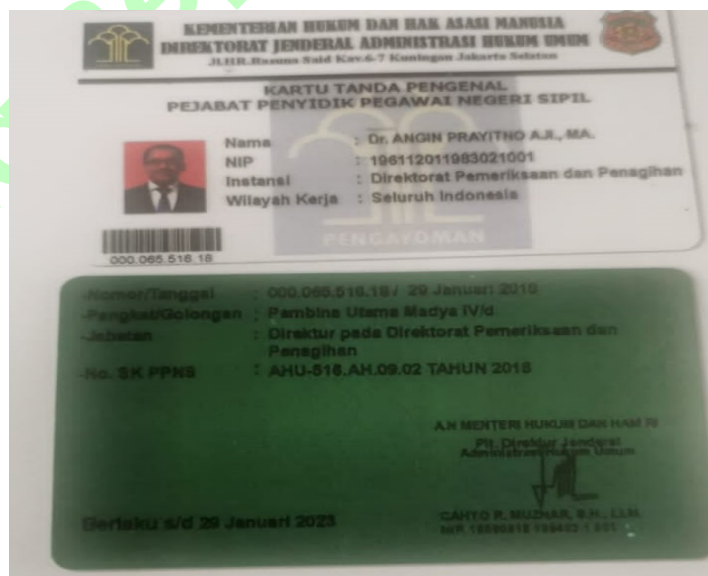 KEMENTERIAN HUKUM DAN HAK ASASI MANUSIA
DIREKTORAT JENDERAL ADMINISTRASI HUKUM UMUM
Jl.HR.Rasuna Said Kav.6-7 Kuningan Jakarta Selatan
KARTU TANDA PENGENAL
PEJABAT PENYIDIK PEGAWAI NEGERI SIPIL
Nama : Dr. ANGIN PRAYITNO AJI., MA.
NIP : 196112011983021001
Instansi : Direktorat Pemeriksaan dan Penagihan
Wilayah Kerja : Seluruh Indonesia
PENGAYOMAN
000.065.516.18
-Nomor/Tanggal : 000.065.516.18 / 29 Januari
-Pangkat/Golongan : Pembina Utama Madya IV/d
-Jabatan : Direktur pada Direktorat Pemeriksaan dan
Penagihan
-No. SK PPNS : AHU-516.AH.09.02 TAHUN 2018
A.N MENTERI HUKUM DAN HAM RI
Plt. Direktur Jenderal
Administrasi Hukum Umum
Berlaku s/d 29 Januari 2023
CAHYO R. MUZHAR, S.H., LL.M.
NIP.